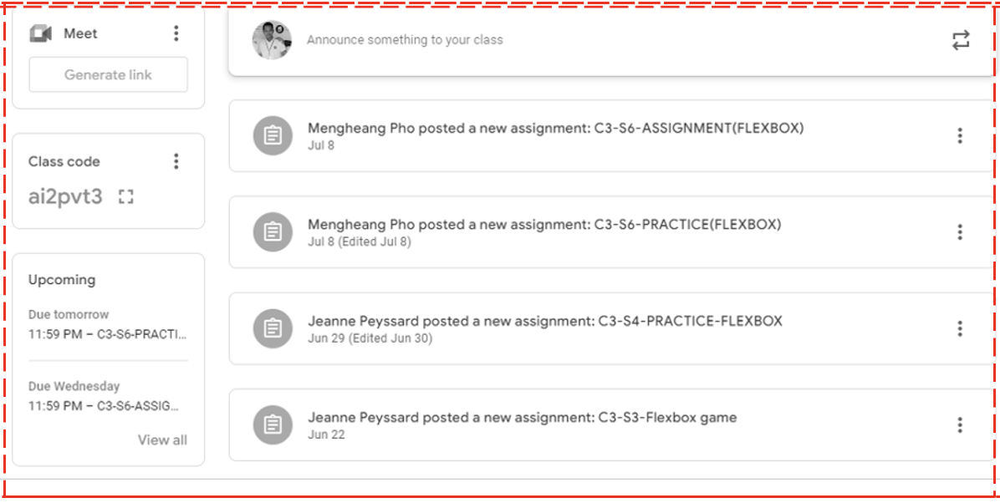 Meet
Generate link
Class code
ai2pvt3
Upcoming
Due tomorrow
11:59 PM – C3-S6-PRACTI...
Due Wednesday
11:59 PM – C3-S6-ASSIG...
View all
Announce something to your class
Mengheang Pho posted a new assignment: C3-S6-ASSIGNMENT(FLEXBOX)
Jul 8
Mengheang Pho posted a new assignment: C3-S6-PRACTICE(FLEXBOX)
Jul 8 (Edited Jul 8)
Jeanne Peyssard posted a new assignment: C3-S4-PRACTICE-FLEXBOX
Jun 29 (Edited Jun 30)
Jeanne Peyssard posted a new assignment: C3-S3-Flexbox game
Jun 22